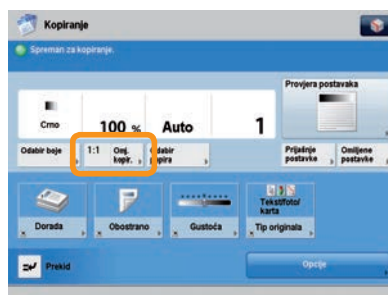 Kopiranje
Spreman za kopiranje.
Provjera postavaka
Crno
100 %
Auto
1
Odabir boje
1:1
Omj. kopir.
Odabir papira
Prijašnje postavke
Omiljene postavke
Dorada
Obostrano
Gustoća
Tekst/foto/ karta
Tip originala
Prekid
Opcije